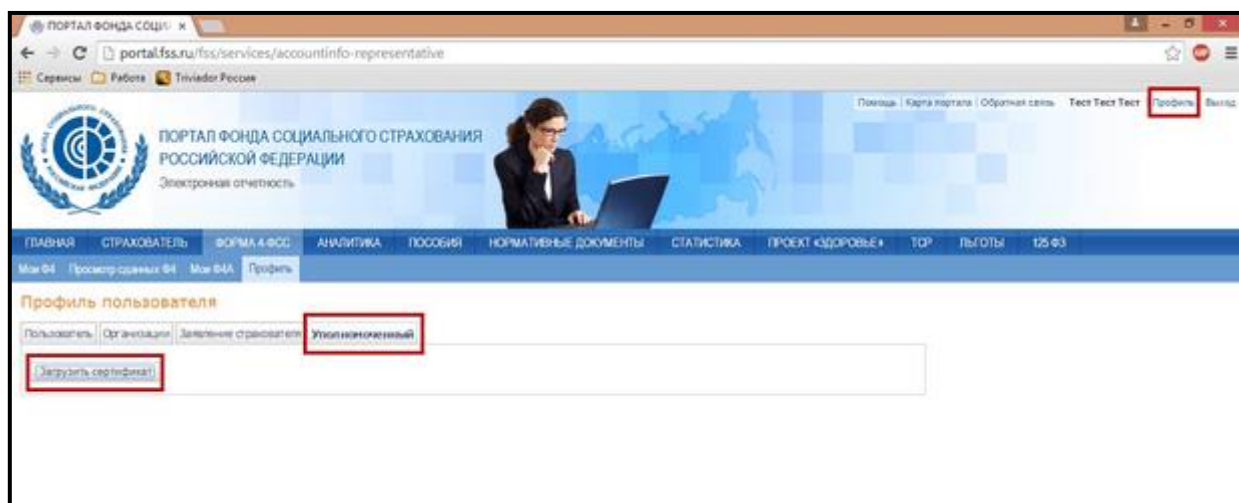 ПОРТАЛ ФОНДА СОЦИ
portal.fss.ru/fss/services/accountinfo-representative
Сервисы Работа Triviador Россия
Помощь | Карта портала | Обратная связь Тест Тест Тест Профиль Выход
ПОРТАЛ ФОНДА СОЦИАЛЬНОГО СТРАХОВАНИЯ
РОССИЙСКОЙ ФЕДЕРАЦИИ
Электронная отчетность
ГЛАВНАЯ СТРАХОВАТЕЛЬ ФОРМА 4-ФСС АНАЛИТИКА ПОСОБИЯ НОРМАТИВНЫЕ ДОКУМЕНТЫ СТАТИСТИКА ПРОЕКТ «ЗДОРОВЬЕ» ТСР ЛЬГОТЫ 125 ФЗ
Мои Ф4 Просмотр сданных Ф4 Мои Ф4А Профиль
Профиль пользователя
Пользователь Организации Заявление страхователя Уполномоченный
Загрузить сертификат